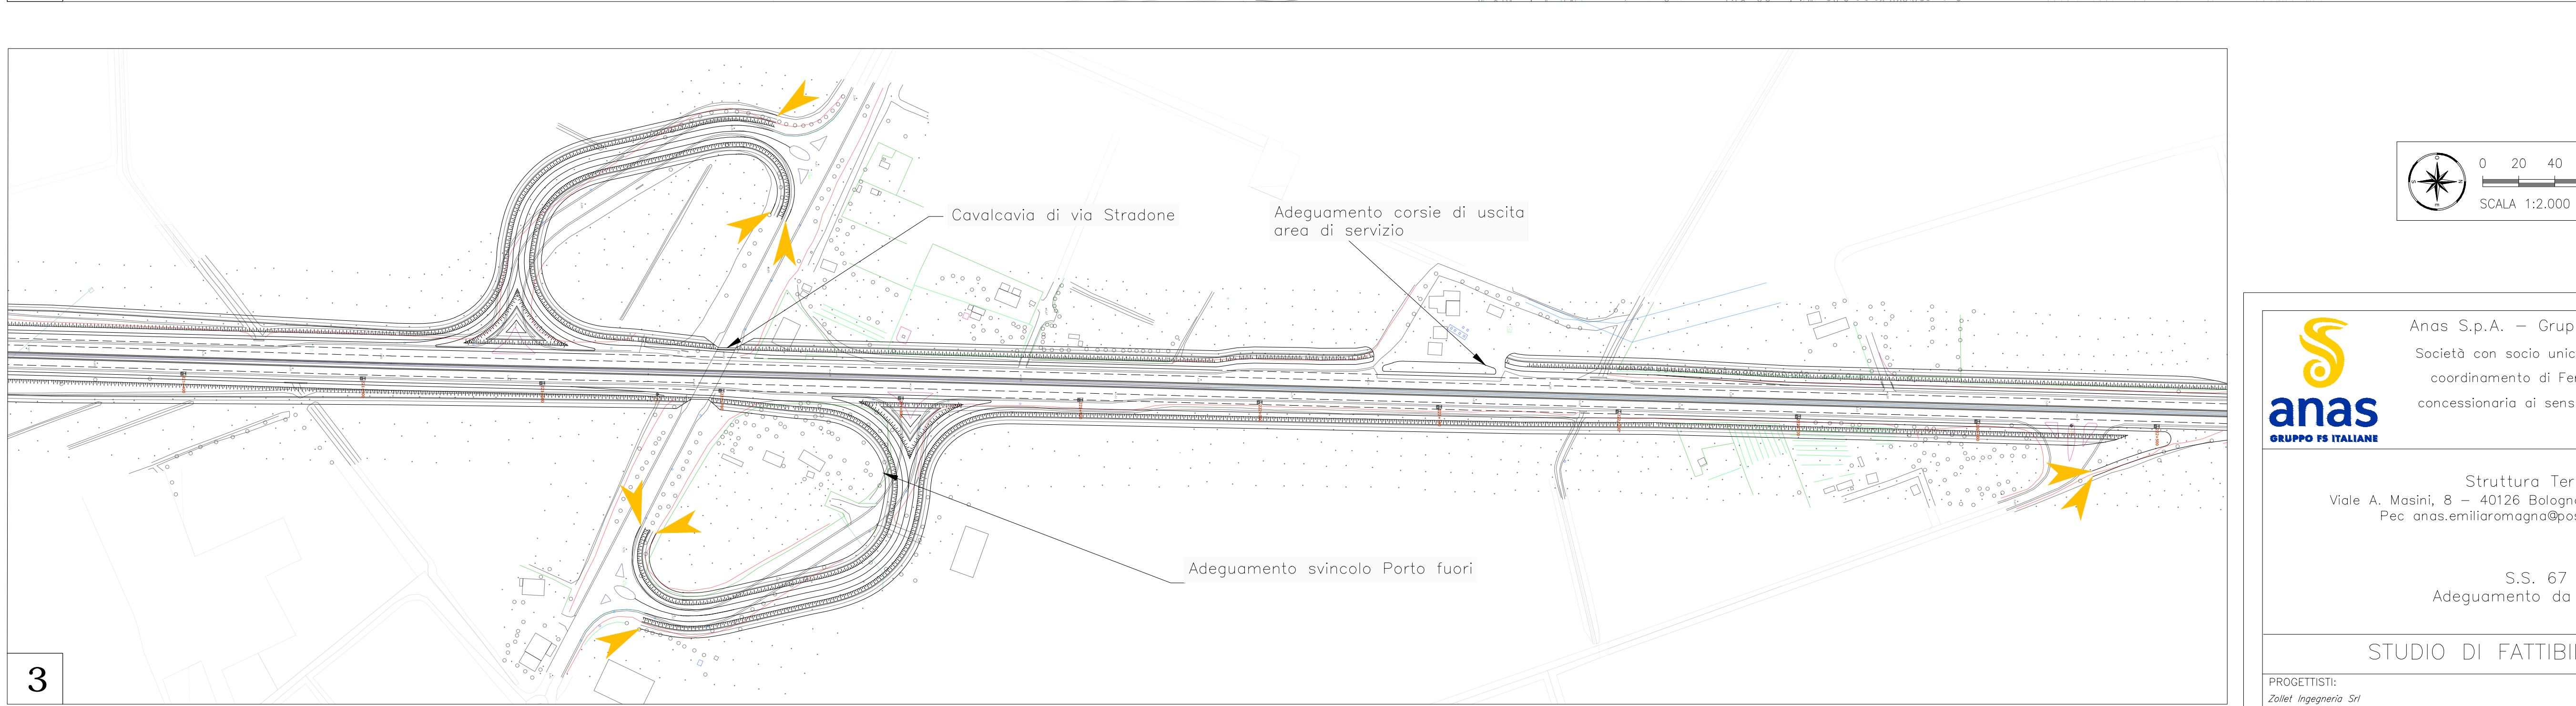 Cavalcavia di via Stradone
Adeguamento corsie di uscita
area di servizio
Adeguamento svincolo Porto fuori
3
0 20 40
SCALA 1:2.000
anas
GRUPPO FS ITALIANE
Anas S.p.A. – Grup
Società con socio unic
coordinamento di Fer
concessionaria ai sens
Struttura Ter
Viale A. Masini, 8 – 40126 Bologna
Pec anas.emiliaromagna@pos
S.S. 67
Adeguamento da
STUDIO DI FATTIBI
PROGETTISTI:
Zollet Ingegneria Srl